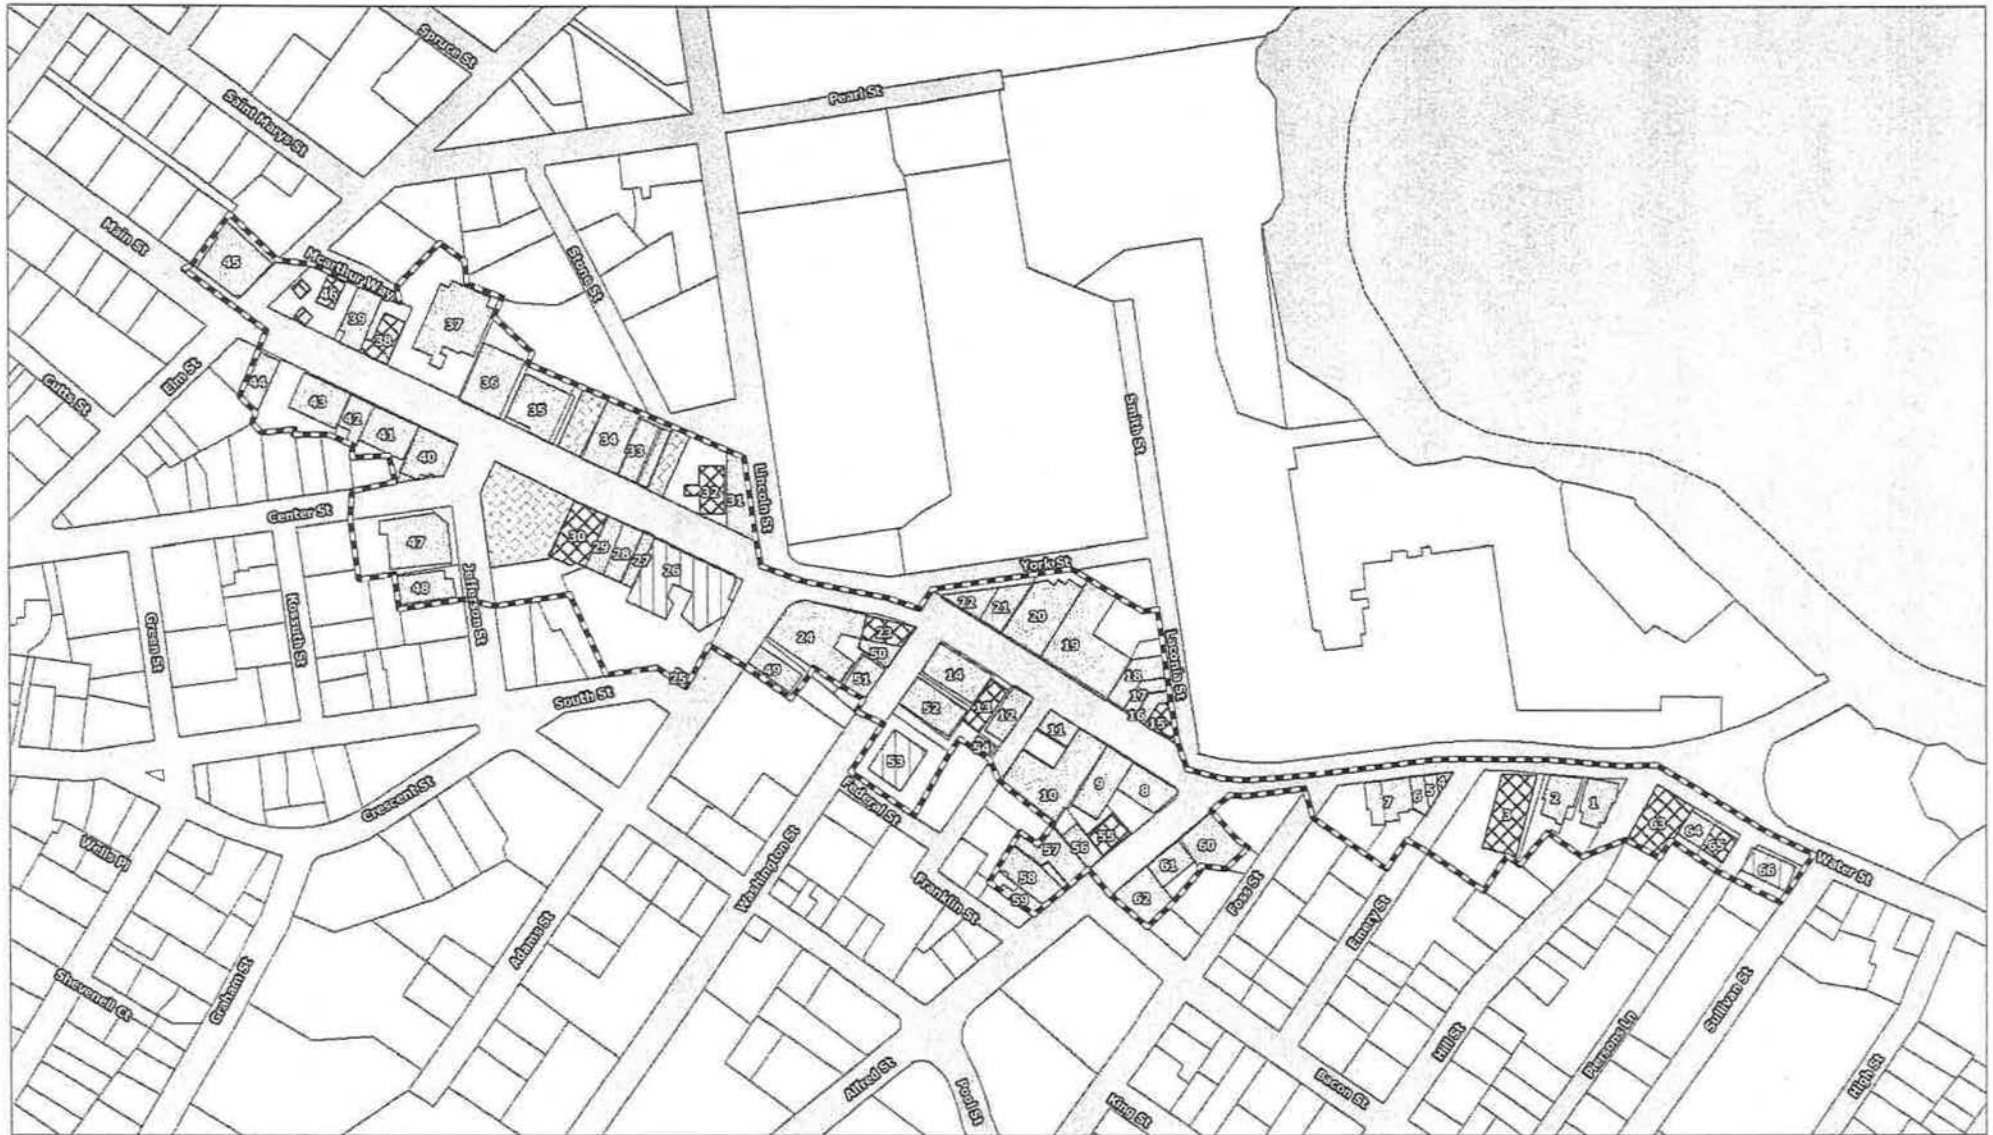 Spruce St
Saint Marys St
Pearl St
Main St
Mcarthur Way
Stone St
45
46
39
38
37
36
35
34
33
32
31
Lincoln St
Smith St
Elm St
Cutts St
44
43
42
41
40
Center St
47
48
Jefferson St
Green St
Kossuth St
30
29
28
27
26
25
South St
Crescent St
York St
22
21
20
19
18
17
16
15
Laconia St
24
23
50
49
51
14
13
12
52
54
53
11
10
9
8
Federal St
7
6
5
4
3
2
1
63
64
65
66
Water St
55
56
57
58
59
60
61
62
Franklin St
Foss St
Emery St
Washington St
Adams St
Wells Pl
Shevenell Ct
Graham St
Alfred St
Pool St
King St
Bacon St
Hill St
Piersons Ln
Sullivan St
High St